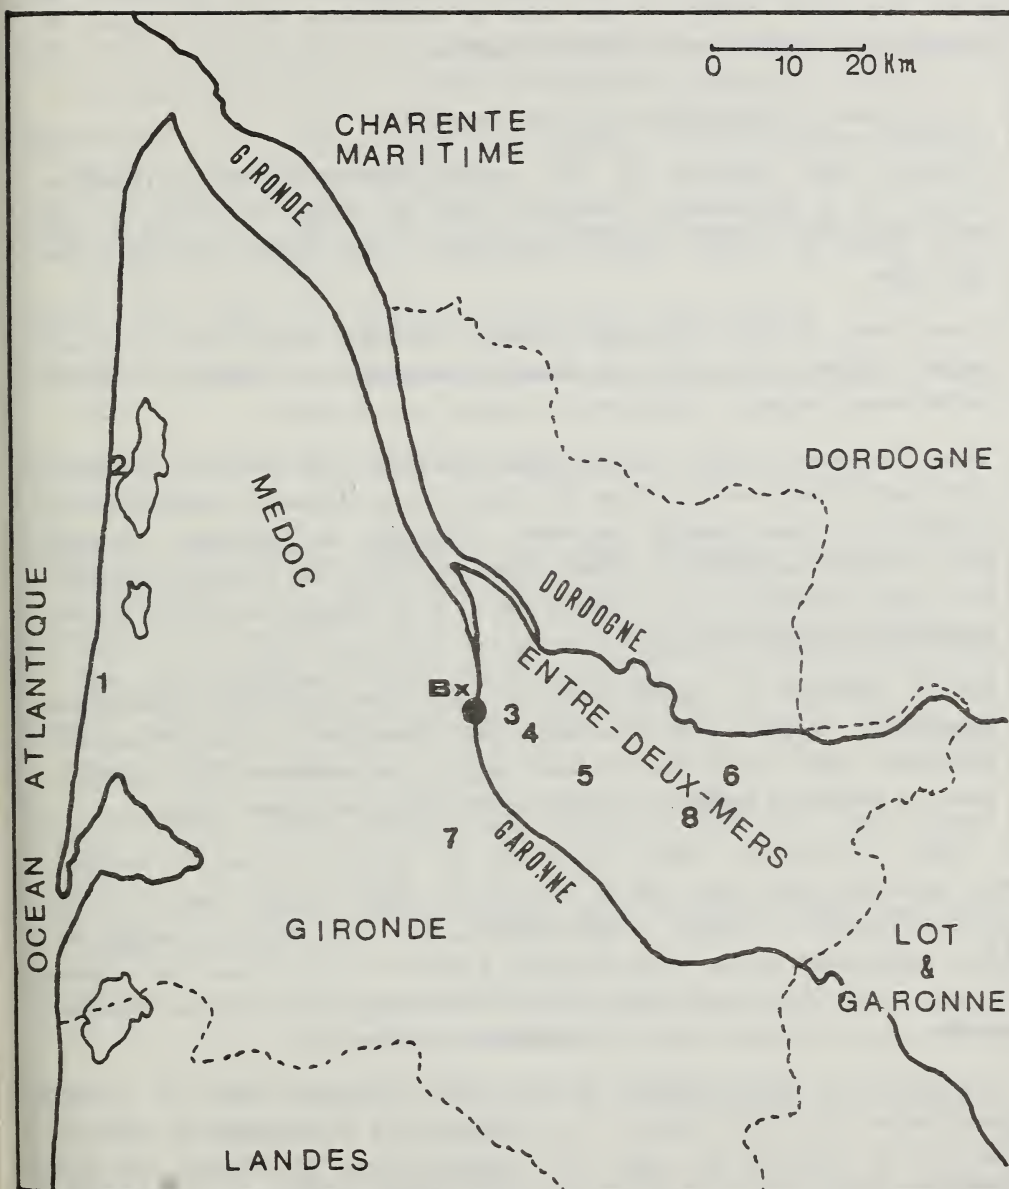 0 10 20 Km
CHARENTE
MARITIME
GIRONDE
DORDOGNE
2
MEDOC
OCEAN ATLANTIQUE
DORDOGNE
1
Bx
ENTRE-DEUX-MERS
3
4
5
6
8
7
GARONNE
GIRONDE
LOT
&
GARONNE
LANDES